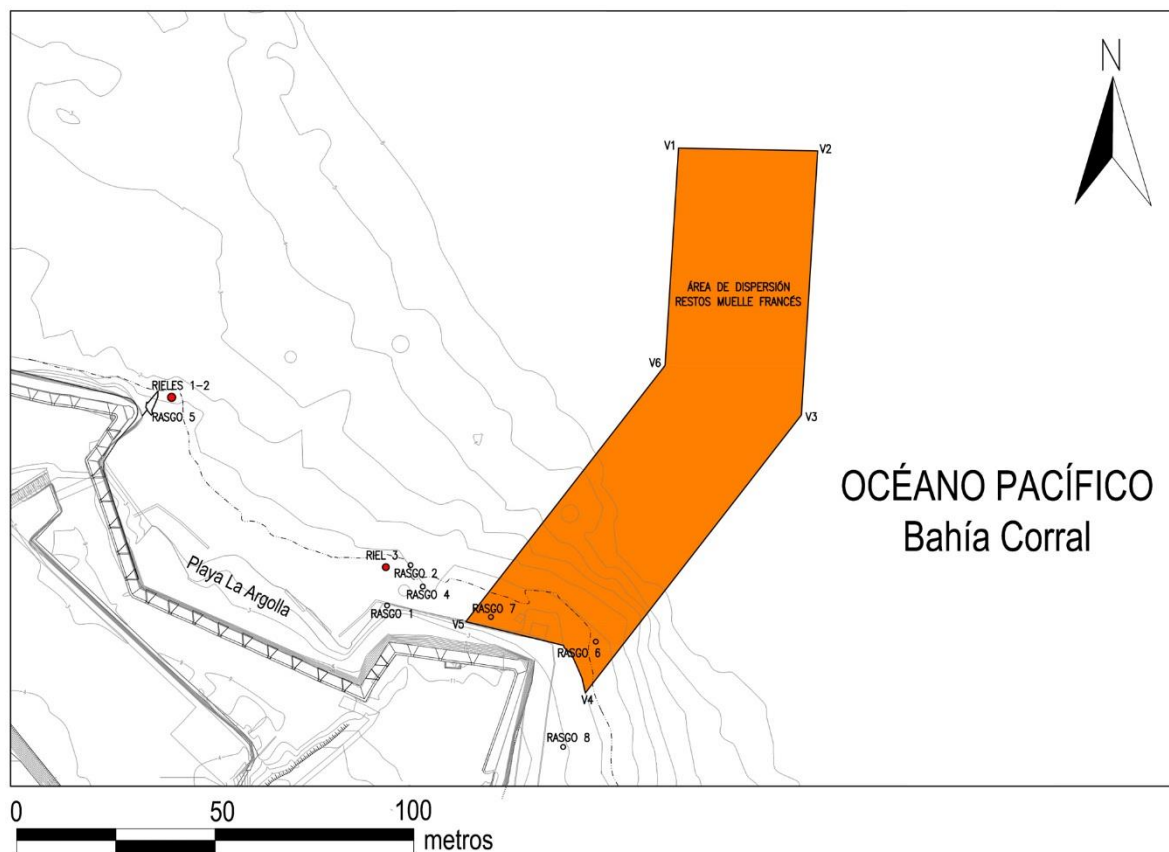 N
V1
V2
ÁREA DE DISPERSIÓN
RESTOS MUELLE FRANCÉS
V6
RIELES 1-2
RASGO 5
V3
OCÉANO PACÍFICO
Bahía Corral
RIEL-3
RASGO 2
RASGO 4
Playa La Argolla
RASGO 1
RASGO 7
V5
RASGO 6
V4
RASGO 8
0 50 100
metros